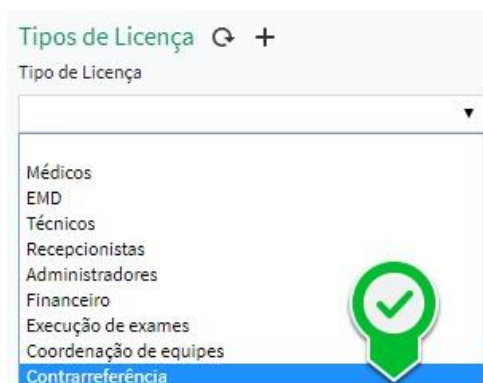 Tipos de Licença
Tipo de Licença
Médicos
EMD
Técnicos
Recepcionistas
Administradores
Financeiro
Execução de exames
Coordenação de equipes
Contrarreferência